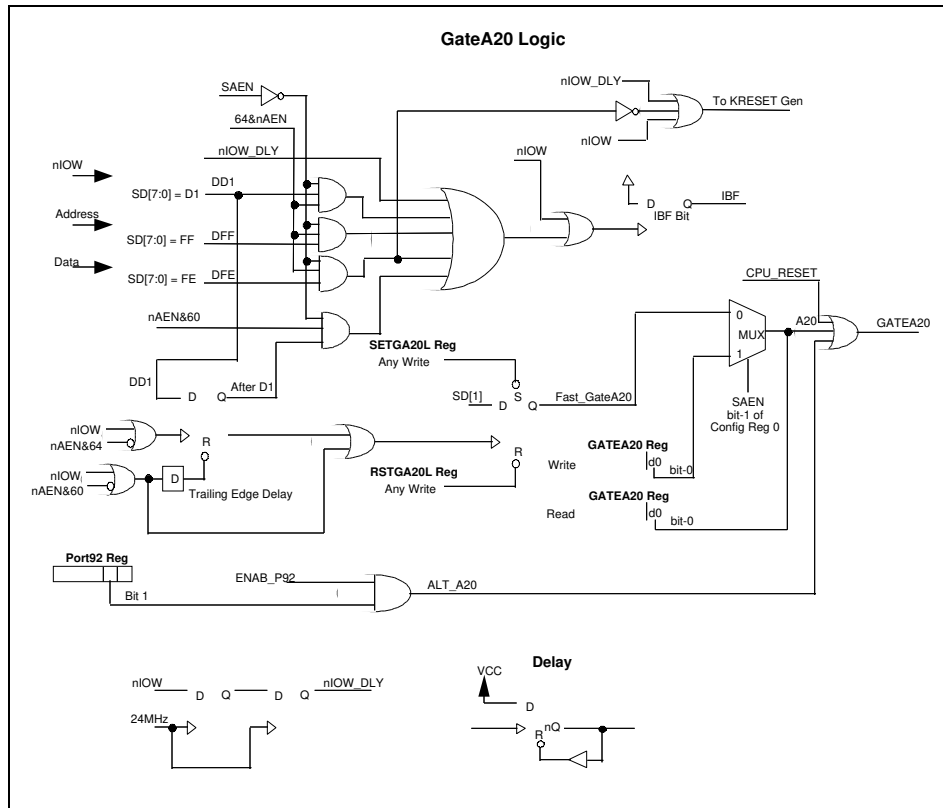 GateA20 Logic
SAEN
nIOW_DLY
To KRESET Gen
64&nAEN
nIOW
nIOW_DLY
nIOW
nIOW
DD1
SD[7:0] = D1
D Q IBF
IBF Bit
Address
SD[7:0] = FF DFF
Data
SD[7:0] = FE DFE
CPU_RESET
nAEN&60
0
MUX
1
A20
GATEA20
SETGA20L Reg
Any Write
DD1
D Q After D1
S
SD[1] D Q Fast_GateA20
SAEN
bit-1 of
Config Reg 0
nIOW
nAEN&64
R
R
GATEA20 Reg
Write d0 bit-0
nIOW
nAEN&60
D
Trailing Edge Delay
RSTGA20L Reg
Any Write
GATEA20 Reg
Read d0 bit-0
Port92 Reg
Bit 1
ENAB_P92
ALT_A20
Delay
VCC
nIOW D Q D Q nIOW_DLY
D
24MHz
nQ
R